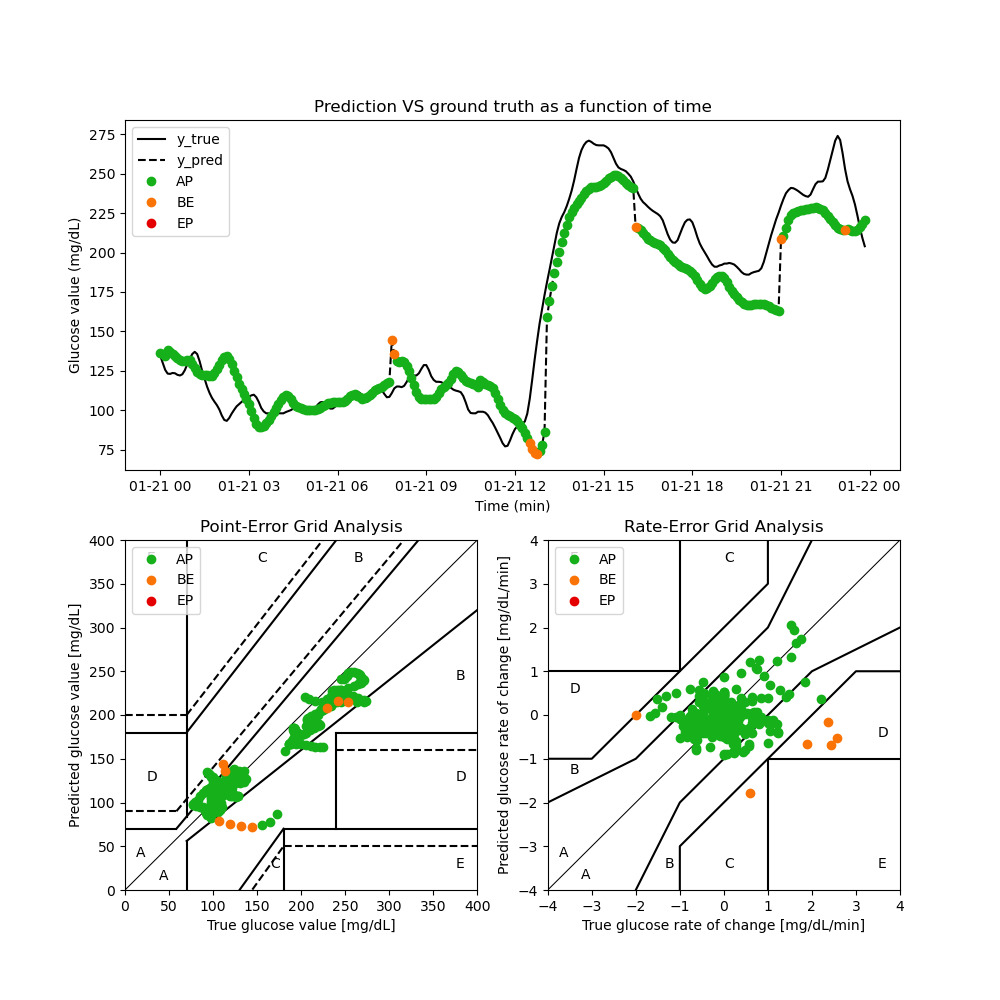 Prediction VS ground truth as a function of time
Glucose value (mg/dL)
275
250
225
200
175
150
125
100
75
y_true
y_pred
AP
BE
EP
01-21 00 01-21 03 01-21 06 01-21 09 01-21 12 01-21 15 01-21 18 01-21 21 01-22 00
Time (min)
Point-Error Grid Analysis
Predicted glucose value [mg/dL]
400
350
300
250
200
150
100
50
0
AP
BE
EP
C
B
B
D
D
A
A
C
E
0 50 100 150 200 250 300 350 400
True glucose value [mg/dL]
Rate-Error Grid Analysis
Predicted glucose rate of change [mg/dL/min]
4
3
2
1
0
−1
−2
−3
−4
AP
BE
EP
C
D
D
B
A
A
B
C
E
−4 −3 −2 −1 0 1 2 3 4
True glucose rate of change [mg/dL/min]